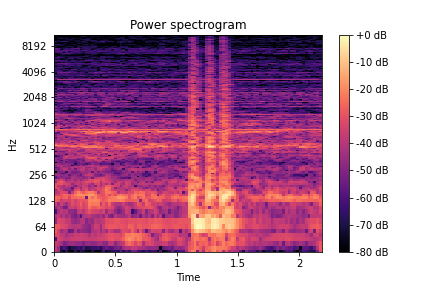 Power spectrogram
8192
4096
2048
1024
512
256
128
64
0
Hz
0
0.5
1
1.5
2
Time
+0 dB
-10 dB
-20 dB
-30 dB
-40 dB
-50 dB
-60 dB
-70 dB
-80 dB